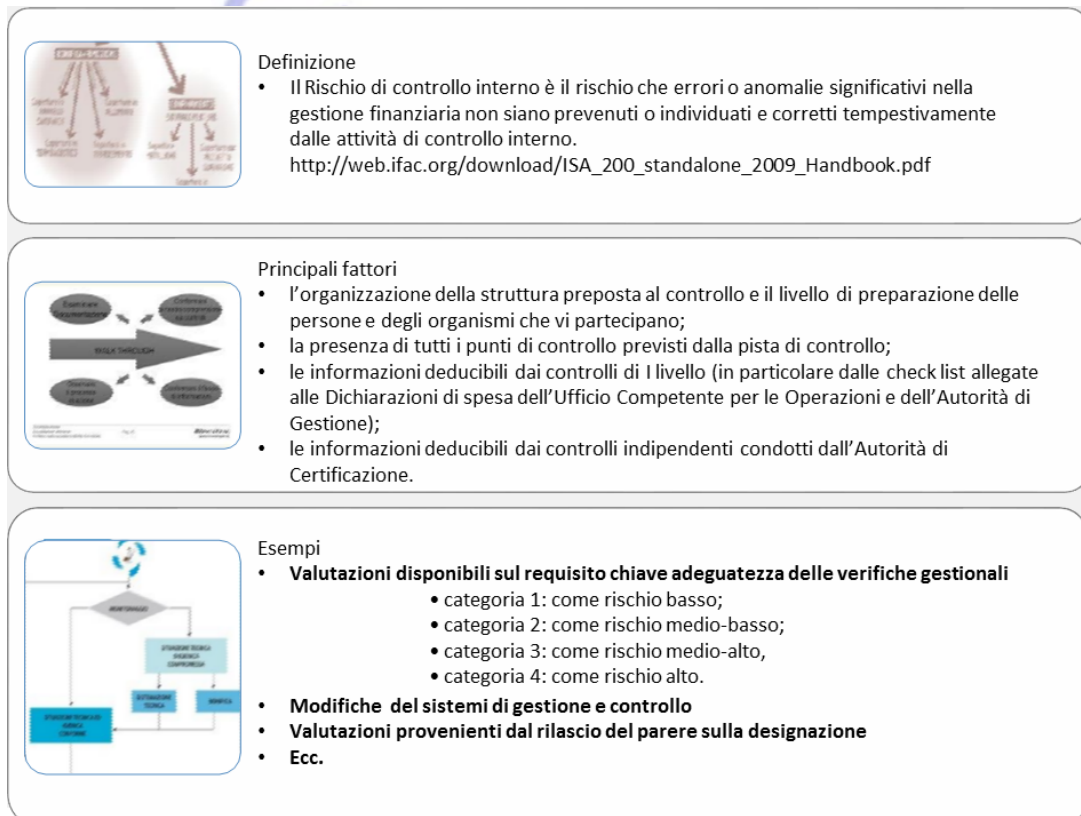 Definizione
• Il Rischio di controllo interno è il rischio che errori o anomalie significativi nella
gestione finanziaria non siano prevenuti o individuati e corretti tempestivamente
dalle attività di controllo interno.
http://web.ifac.org/download/ISA_200_standalone_2009_Handbook.pdf
Principali fattori
• l'organizzazione della struttura preposta al controllo e il livello di preparazione delle
persone e degli organismi che vi partecipano;
• la presenza di tutti i punti di controllo previsti dalla pista di controllo;
• le informazioni deducibili dai controlli di I livello (in particolare dalle check list allegate
alle Dichiarazioni di spesa dell'Ufficio Competente per le Operazioni e dell'Autorità di
Gestione);
• le informazioni deducibili dai controlli indipendenti condotti dall'Autorità di
Certificazione.
WALK THROUGH
Esempi
• Valutazioni disponibili sul requisito chiave adeguatezza delle verifiche gestionali
• categoria 1: come rischio basso;
• categoria 2: come rischio medio-basso;
• categoria 3: come rischio medio-alto,
• categoria 4: come rischio alto.
• Modifiche del sistemi di gestione e controllo
• Valutazioni provenienti dal rilascio del parere sulla designazione
• Ecc.